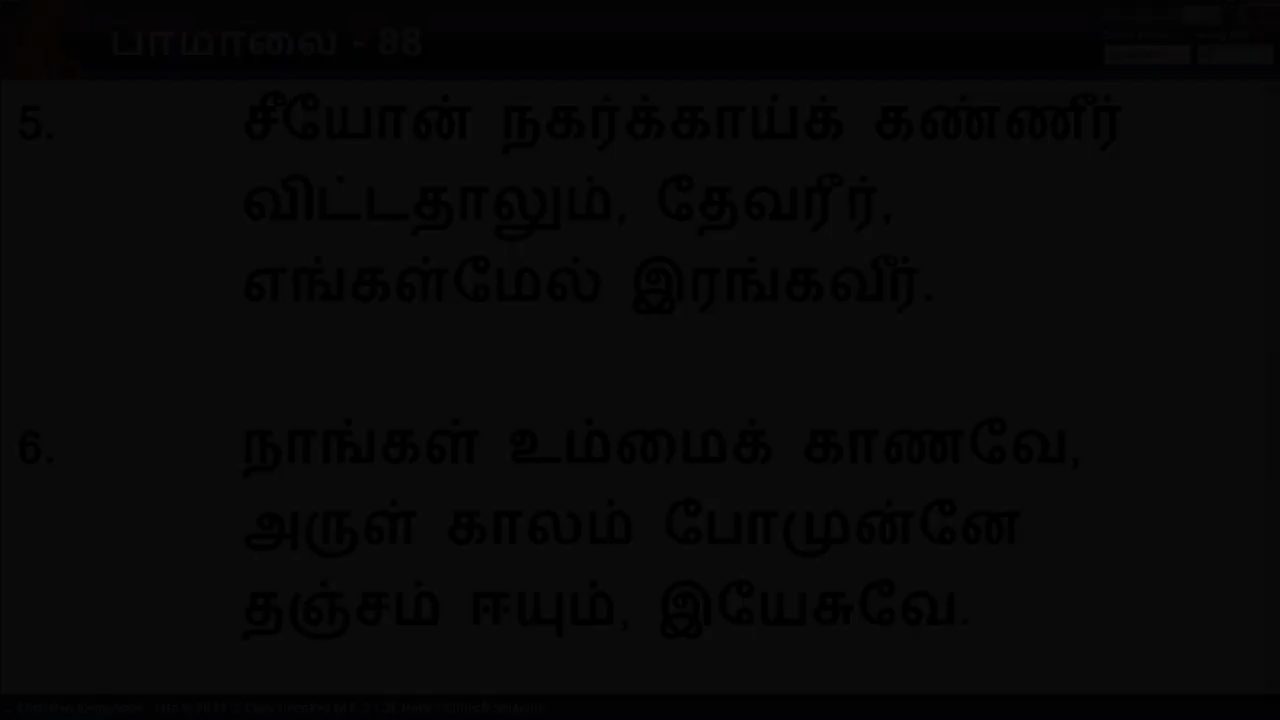 பாமாலை - 88
5. சீயோன் நகர்க்காய்க் கண்ணீர்
விட்டதாலும், தேவரீர்,
எங்கள்மேல் இரங்கவீர்.
6. நாங்கள் உம்மைக் காணவே,
அருள் காலம் போமுன்னே
தஞ்சம் ஈயும், இயேசுவே.